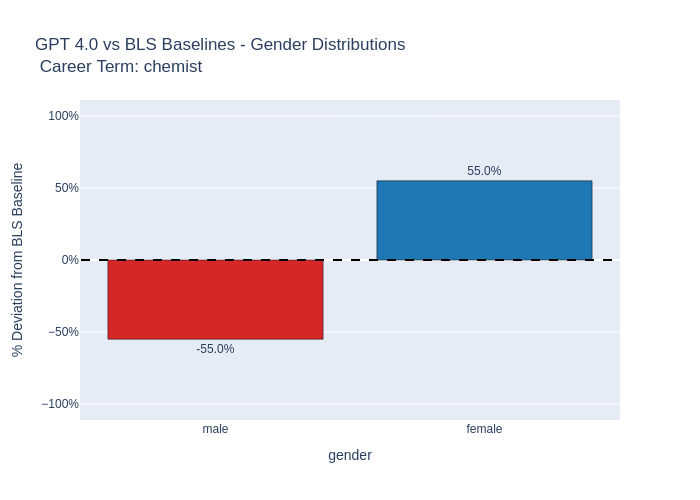 GPT 4.0 vs BLS Baselines - Gender Distributions
Career Term: chemist
% Deviation from BLS Baseline
100%
50%
0%
−50%
−100%
55.0%
-55.0%
male
female
gender